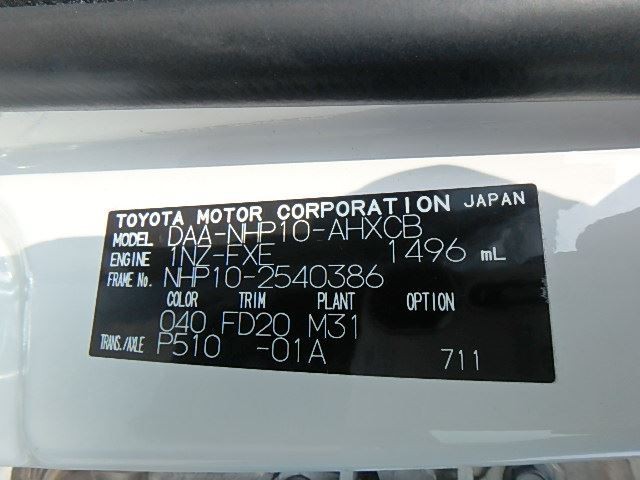 TOYOTA MOTOR CORPORATION JAPAN
MODEL DAA-NHP10-AHXCB
ENGINE 1NZ-FXE 1496 mL
FRAME No. NHP10-2540386
COLOR TRIM PLANT OPTION
040 FD20 M31
TRANS./AXLE P510 -01A 711